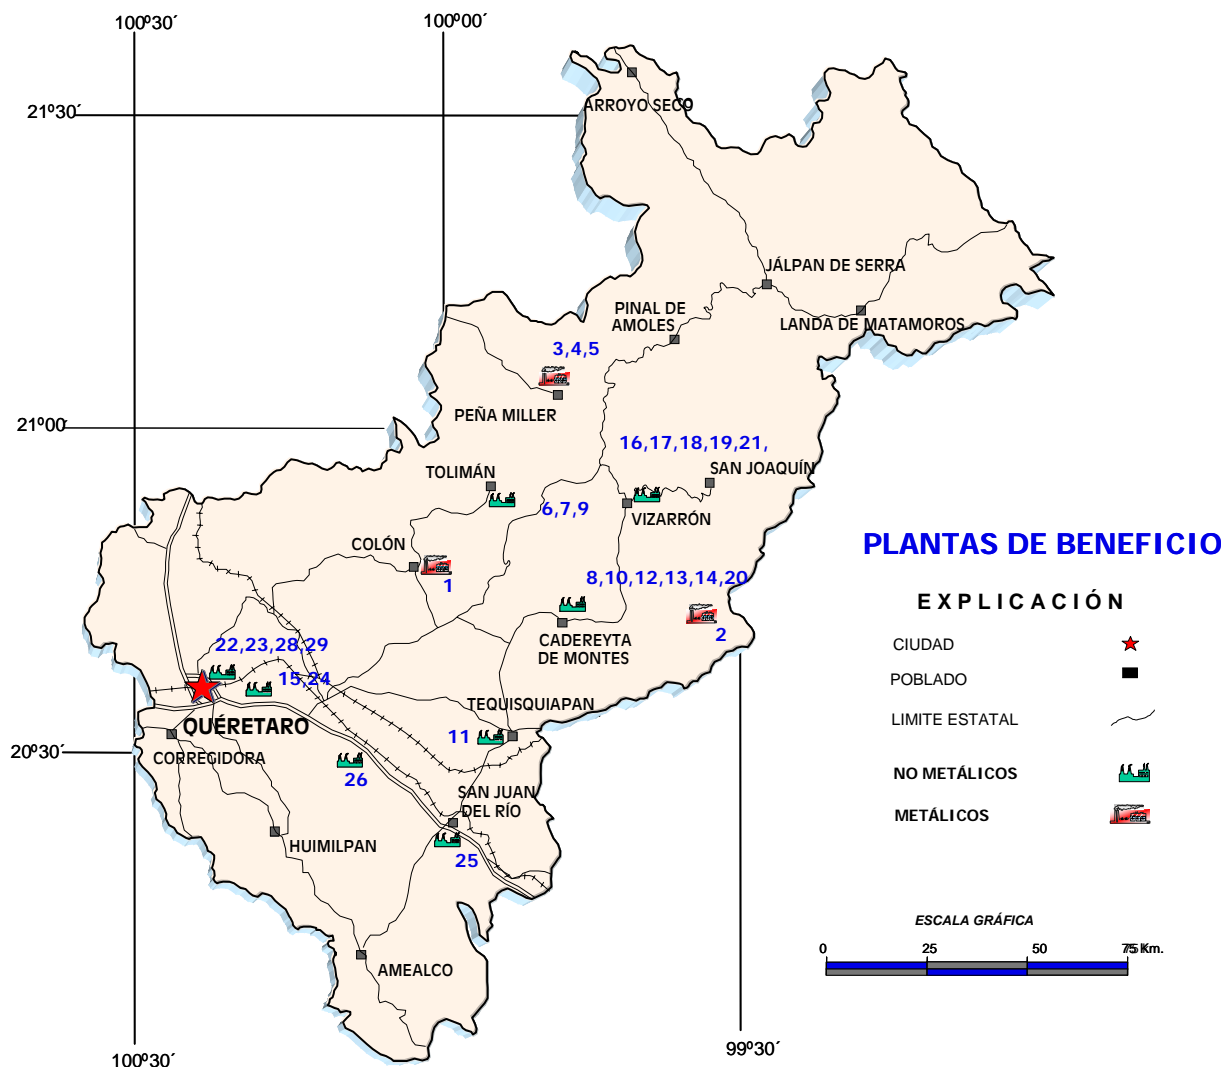 100º30´
100º00´
21º30´
ARROYO SECO
JÁLPAN DE SERRA
PINAL DE
AMOLES
LANDA DE MATAMOROS
3,4,5
PEÑA MILLER
21º00´
16,17,18,19,21,
TOLIMÁN
SAN JOAQUÍN
6,7,9
VIZARRÓN
COLÓN
PLANTAS DE BENEFICIO
1
8,10,12,13,14,20
EXPLICACIÓN
2
CADEREYTA
DE MONTES
22,23,28,29
CIUDAD
15,24
POBLADO
TEQUISQUIAPAN
QUÉRETARO
LIMITE ESTATAL
11
20º30´
CORREGIDORA
26
NO METÁLICOS
SAN JUAN
DEL RÍO
METÁLICOS
HUIMILPAN
25
ESCALA GRÁFICA
0 25 50 75 Km.
AMEALCO
100º30´
99º30´